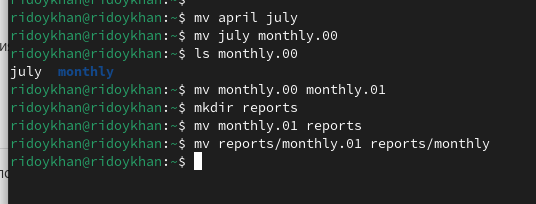 ridoykhan@ridoykhan:~$ mv april july
ridoykhan@ridoykhan:~$ mv july monthly.00
ridoykhan@ridoykhan:~$ ls monthly.00
july  monthly
ridoykhan@ridoykhan:~$ mv monthly.00 monthly.01
ridoykhan@ridoykhan:~$ mkdir reports
ridoykhan@ridoykhan:~$ mv monthly.01 reports
ridoykhan@ridoykhan:~$ mv reports/monthly.01 reports/monthly
ridoykhan@ridoykhan:~$